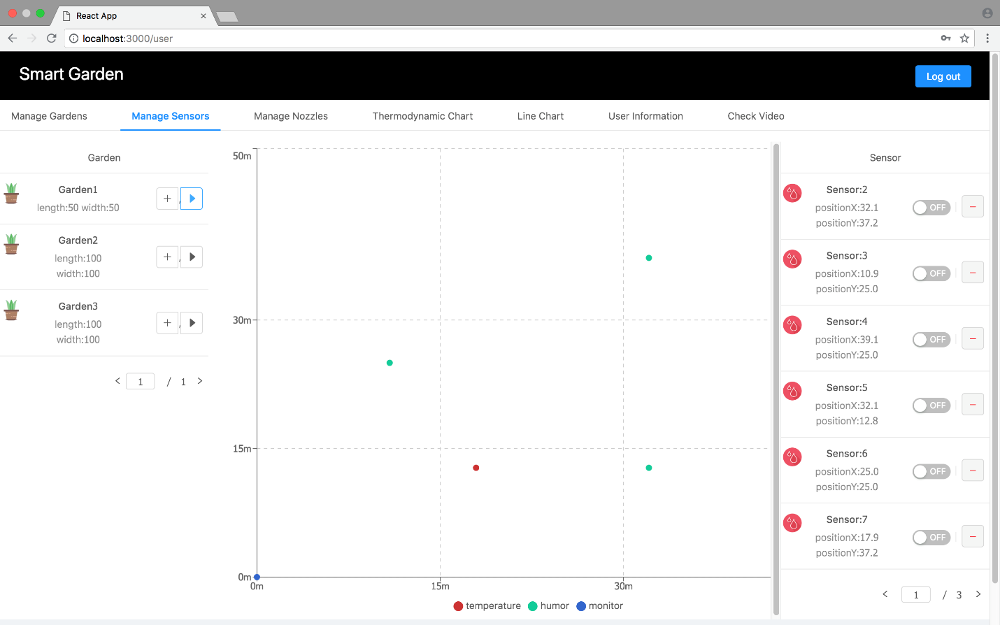 React App
localhost:3000/user
Smart Garden
Log out
Manage Gardens
Manage Sensors
Manage Nozzles
Thermodynamic Chart
Line Chart
User Information
Check Video
Garden
Garden1
length:50 width:50
Garden2
length:100
width:100
Garden3
length:100
width:100
1 / 1
50m
30m
15m
0m
0m
15m
30m
temperature
humor
monitor
Sensor
Sensor:2
positionX:32.1
positionY:37.2
OFF
Sensor:3
positionX:10.9
positionY:25.0
OFF
Sensor:4
positionX:39.1
positionY:25.0
OFF
Sensor:5
positionX:32.1
positionY:12.8
OFF
Sensor:6
positionX:25.0
positionY:25.0
OFF
Sensor:7
positionX:17.9
positionY:37.2
OFF
1 / 3